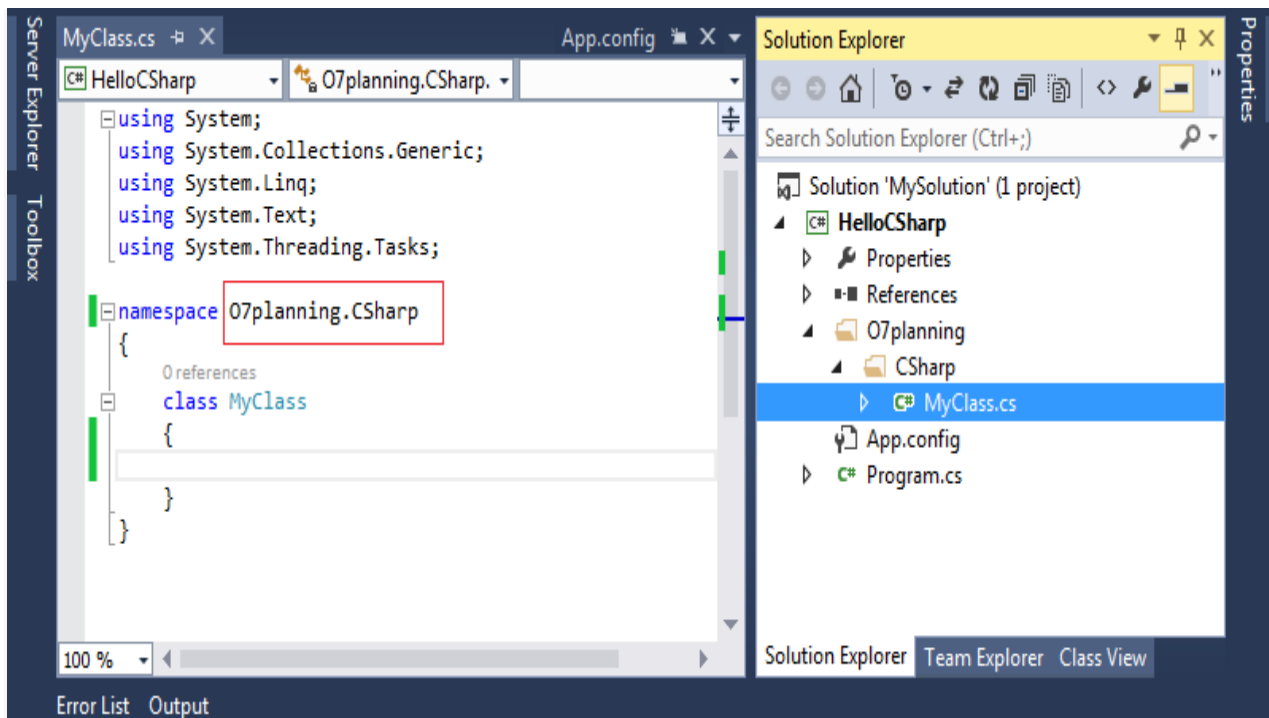 Server Explorer
Toolbox
MyClass.cs
App.config
HelloCSharp
O7planning.CSharp.
using System;
using System.Collections.Generic;
using System.Linq;
using System.Text;
using System.Threading.Tasks;
namespace O7planning.CSharp
{
0 references
class MyClass
{
}
}
100 %
Error List Output
Solution Explorer
Search Solution Explorer (Ctrl+;)
Solution 'MySolution' (1 project)
C# HelloCSharp
Properties
References
O7planning
CSharp
C# MyClass.cs
App.config
C# Program.cs
Solution Explorer Team Explorer Class View
Properties